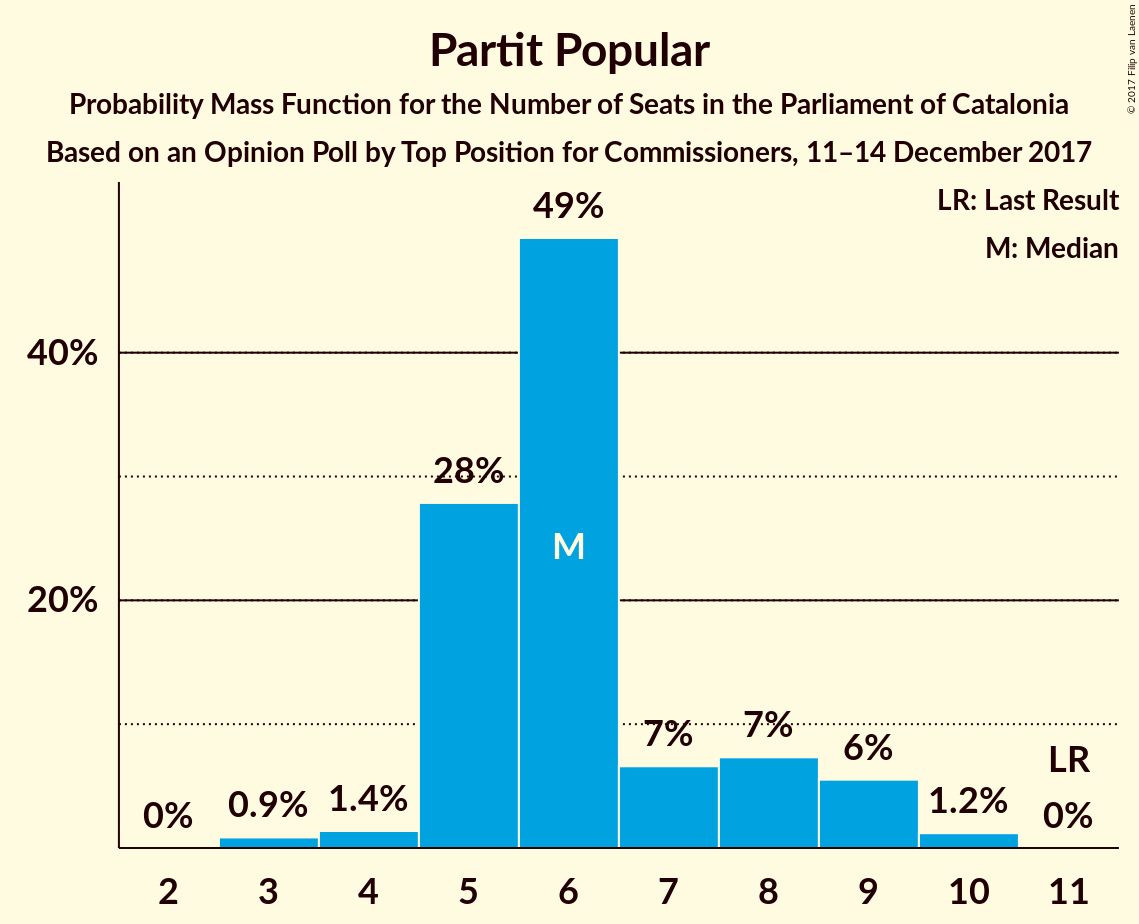 Partit Popular
Probability Mass Function for the Number of Seats in the Parliament of Catalonia
Based on an Opinion Poll by Top Position for Commissioners, 11–14 December 2017
© 2017 Filip van Laenen
LR: Last Result
M: Median
49%
40%
28%
M
20%
7%
7%
6%
LR
0%
0.9%
1.4%
1.2%
0%
2 3 4 5 6 7 8 9 10 11